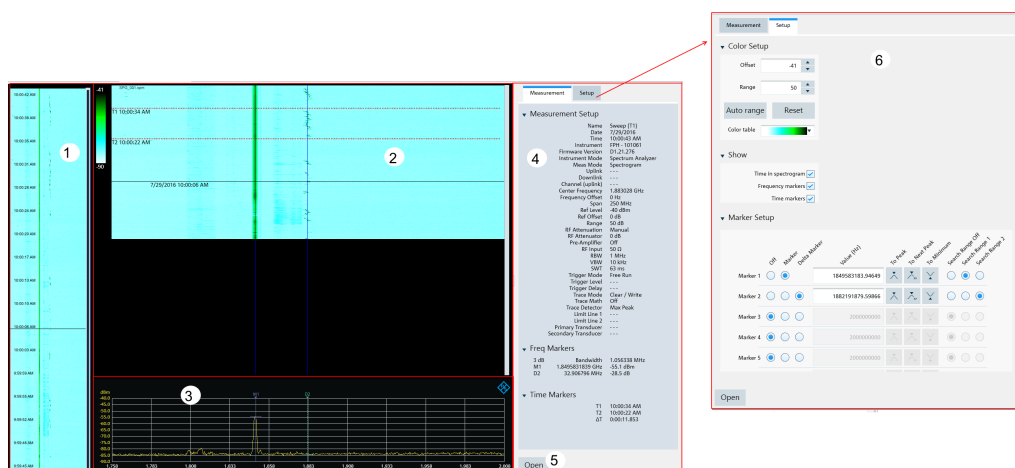 10:00:42 AM
10:00:38 AM
10:00:35 AM
10:00:31 AM
10:00:28 AM
10:00:24 AM
10:00:20 AM
10:00:17 AM
10:00:13 AM
10:00:10 AM
10:00:06 AM
10:00:03 AM
9:59:59 AM
9:59:52 AM
9:59:48 AM
9:59:45 AM
1
-41
-90
T1 10:00:34 AM
T2 10:00:22 AM
7/29/2016 10:00:06 AM
2
3
dBm
-40.0
-45.0
-50.0
-55.0
-60.0
-65.0
-70.0
-75.0
-80.0
-85.0
M1
D2
1.758 1.783 1.808 1.833 1.858 1.883 1.908 1.933 1.958 1.983 2.008
Measurement Setup
4
Measurement Setup
Name Sweep (T1)
Date 7/29/2016
Time 10:00:43 AM
Instrument FPH - 101061
Firmware Version D1.21.276
Instrument Mode Spectrum Analyzer
Meas Mode Spectrogram
Uplink - - -
Downlink - - -
Channel (uplink) - - -
Center Frequency 1.883028 GHz
Frequency Offset 0 Hz
Span 250 MHz
Ref Level -40 dBm
Ref Offset 0 dB
Range 50 dB
RF Attenuation Manual
RF Attenuator 0 dB
Pre-Amplifier Off
RF Input 50 Ω
RBW 1 MHz
VBW 10 kHz
SWT 63 ms
Trigger Mode Free Run
Trigger Level - - -
Trigger Delay - - -
Trace Mode Clear / Write
Trace Math Off
Trace Detector Max Peak
Limit Line 1 - - -
Limit Line 2 - - -
Primary Transducer - - -
Secondary Transducer - - -
Freq Markers
3 dB Bandwidth 1.056338 MHz
M1 1.8495831839 GHz -55.1 dBm
D2 32.906796 MHz -28.5 dB
Time Markers
T1 10:00:34 AM
T2 10:00:22 AM
ΔT 0:00:11.853
Open
5
Measurement Setup
6
Color Setup
Offset -41
Range 50
Auto range Reset
Color table
Show
Time in spectrogram
Frequency markers
Time markers
Marker Setup
Off Marker Delta Marker Value (Hz) To Peak To Next Peak To Minimum Search Range Off Search Range 1 Search Range 2
Marker 1 1849583183.94649
Marker 2 1882191879.59866
Marker 3 2000000000
Marker 4 2000000000
Marker 5 2000000000
Open